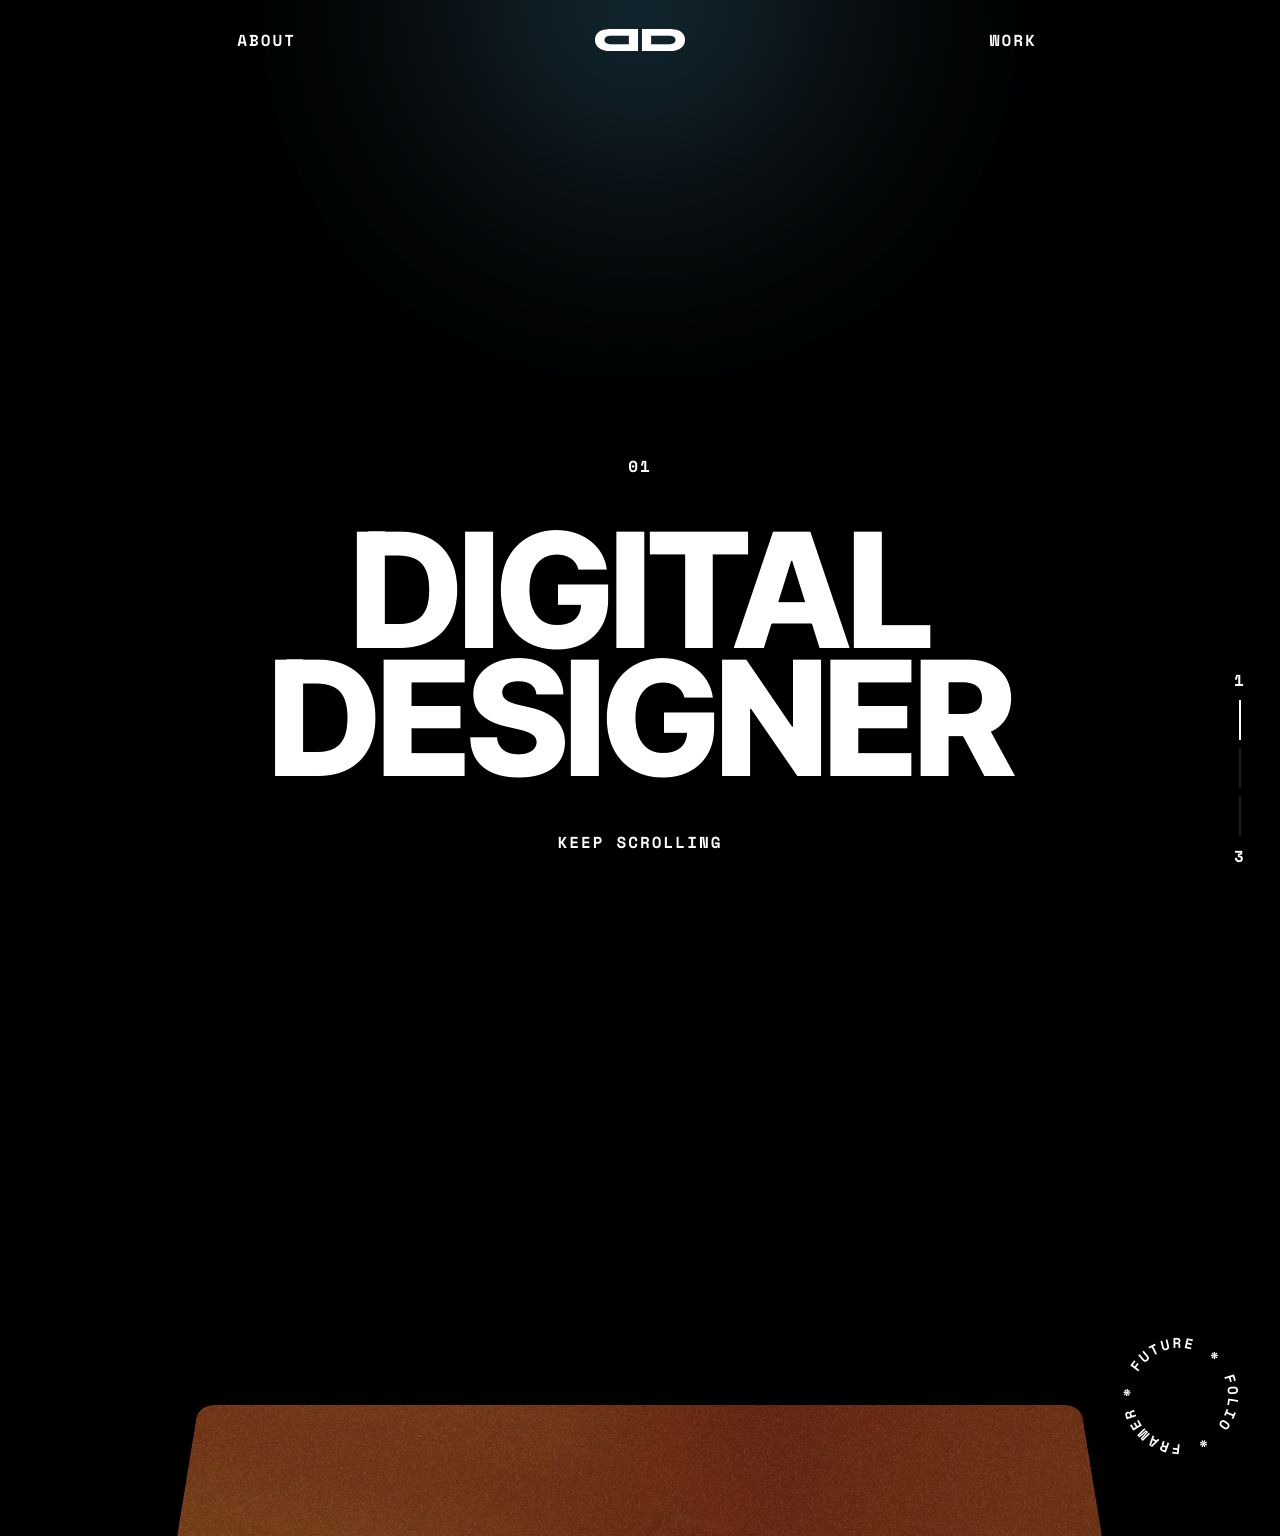 ABOUT
WORK
01
DIGITAL
DESIGNER
KEEP SCROLLING
1
3
FUTURE * FOLIO * FRAMER *